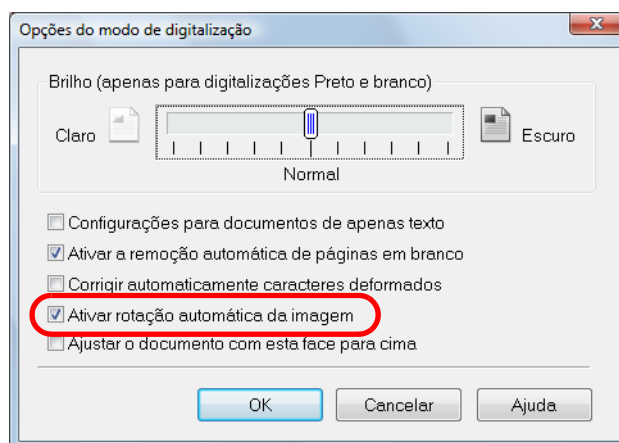 Opções do modo de digitalização
Brilho (apenas para digitalizações Preto e branco)
Claro
Escuro
Normal
Configurações para documentos de apenas texto
Ativar a remoção automática de páginas em branco
Corrigir automaticamente caracteres deformados
Ativar rotação automática da imagem
Ajustar o documento com esta face para cima
OK Cancelar Ajuda